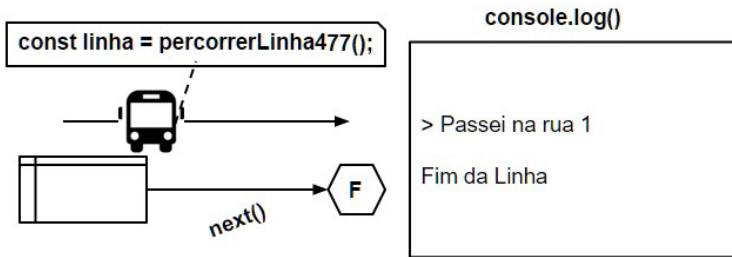 console.log()
const linha = percorrerLinha477();
> Passei na rua 1
Fim da Linha
F
next()